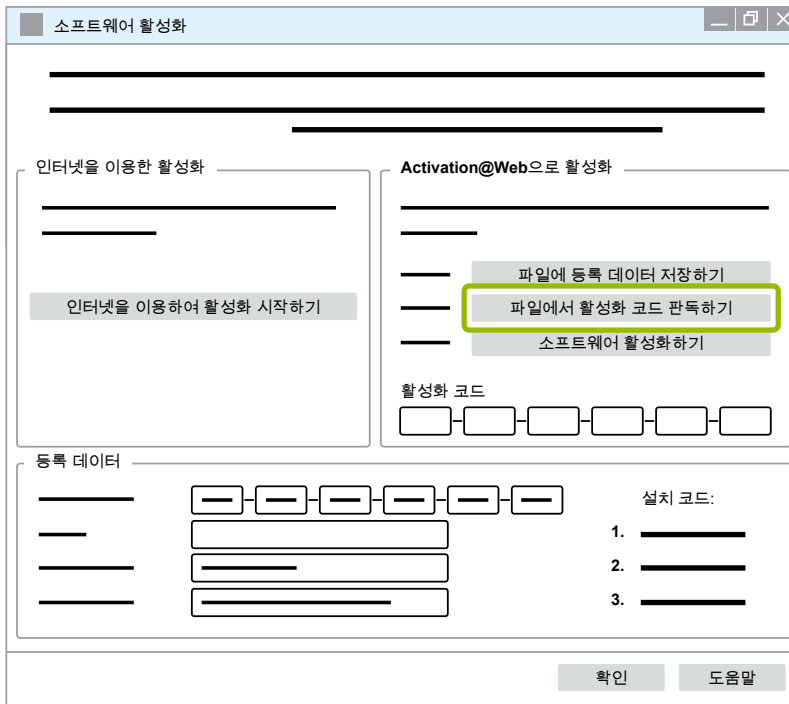 소프트웨어 활성화
인터넷을 이용한 활성화
인터넷을 이용하여 활성화 시작하기
Activation@Web으로 활성화
파일에 등록 데이터 저장하기
파일에서 활성화 코드 판독하기
소프트웨어 활성화하기
활성화 코드
등록 데이터
설치 코드:
1.
2.
3.
확인
도움말